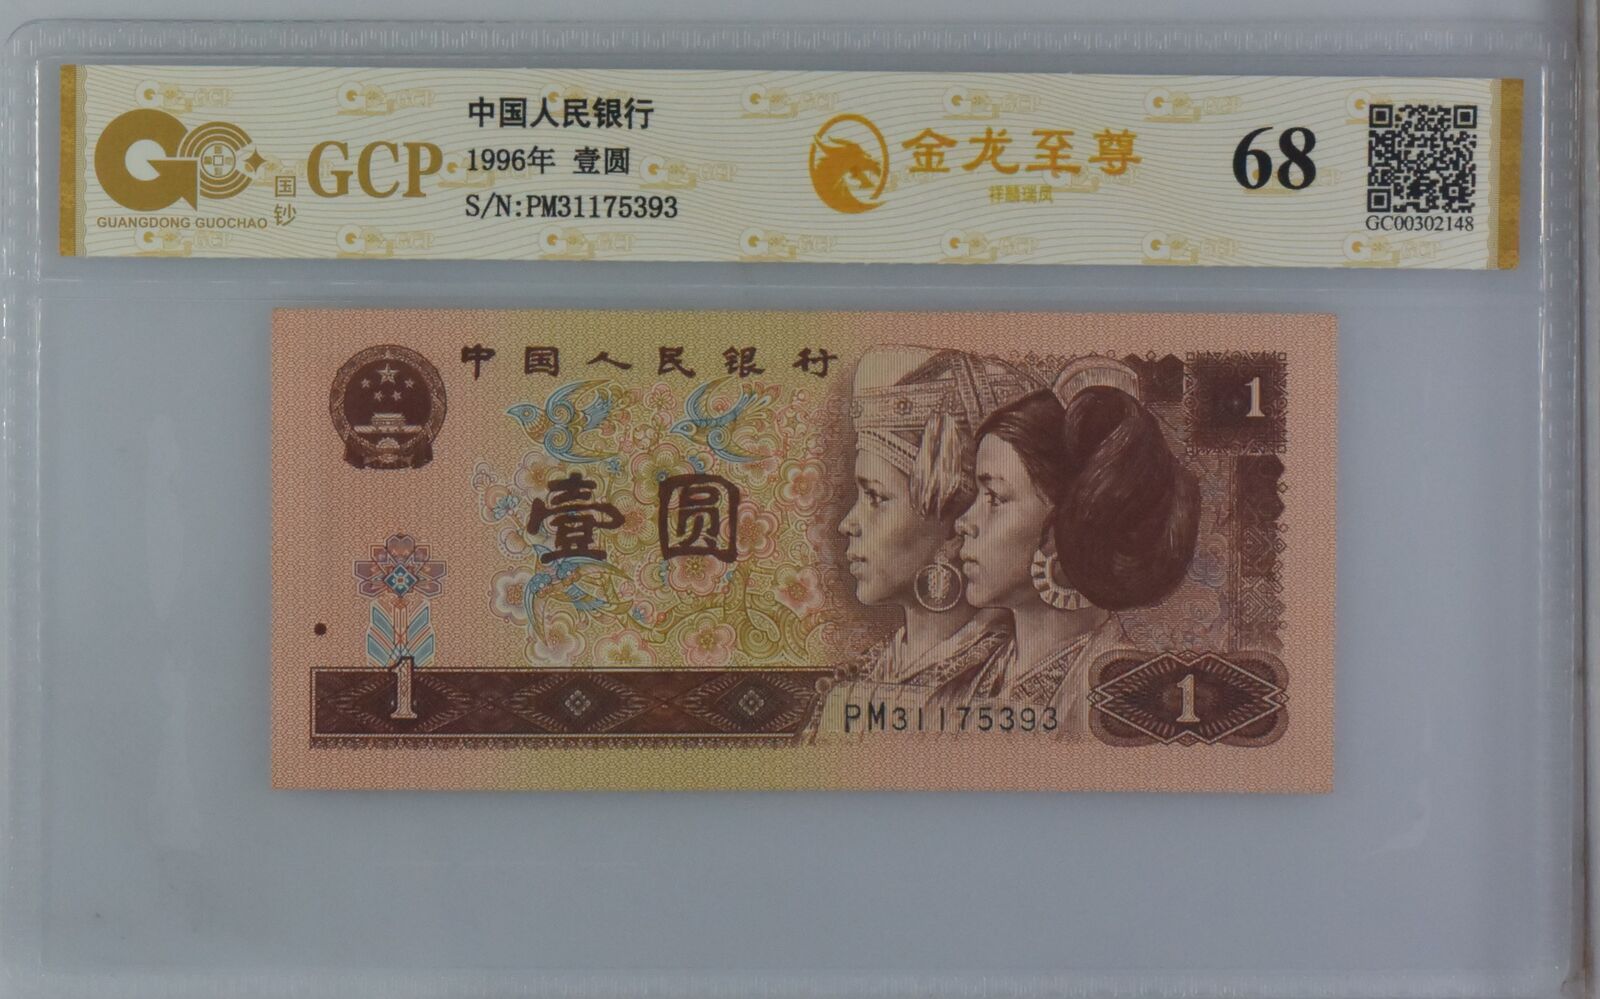 GUANGDONG GUOCHAO
国钞
GCP
中国人民银行
1996年 壹圆
S/N:PM31175393
金龙至尊
祥麟瑞凤
68
GC00302148
中国人民银行
1
壹圆
1
PM31175393
1